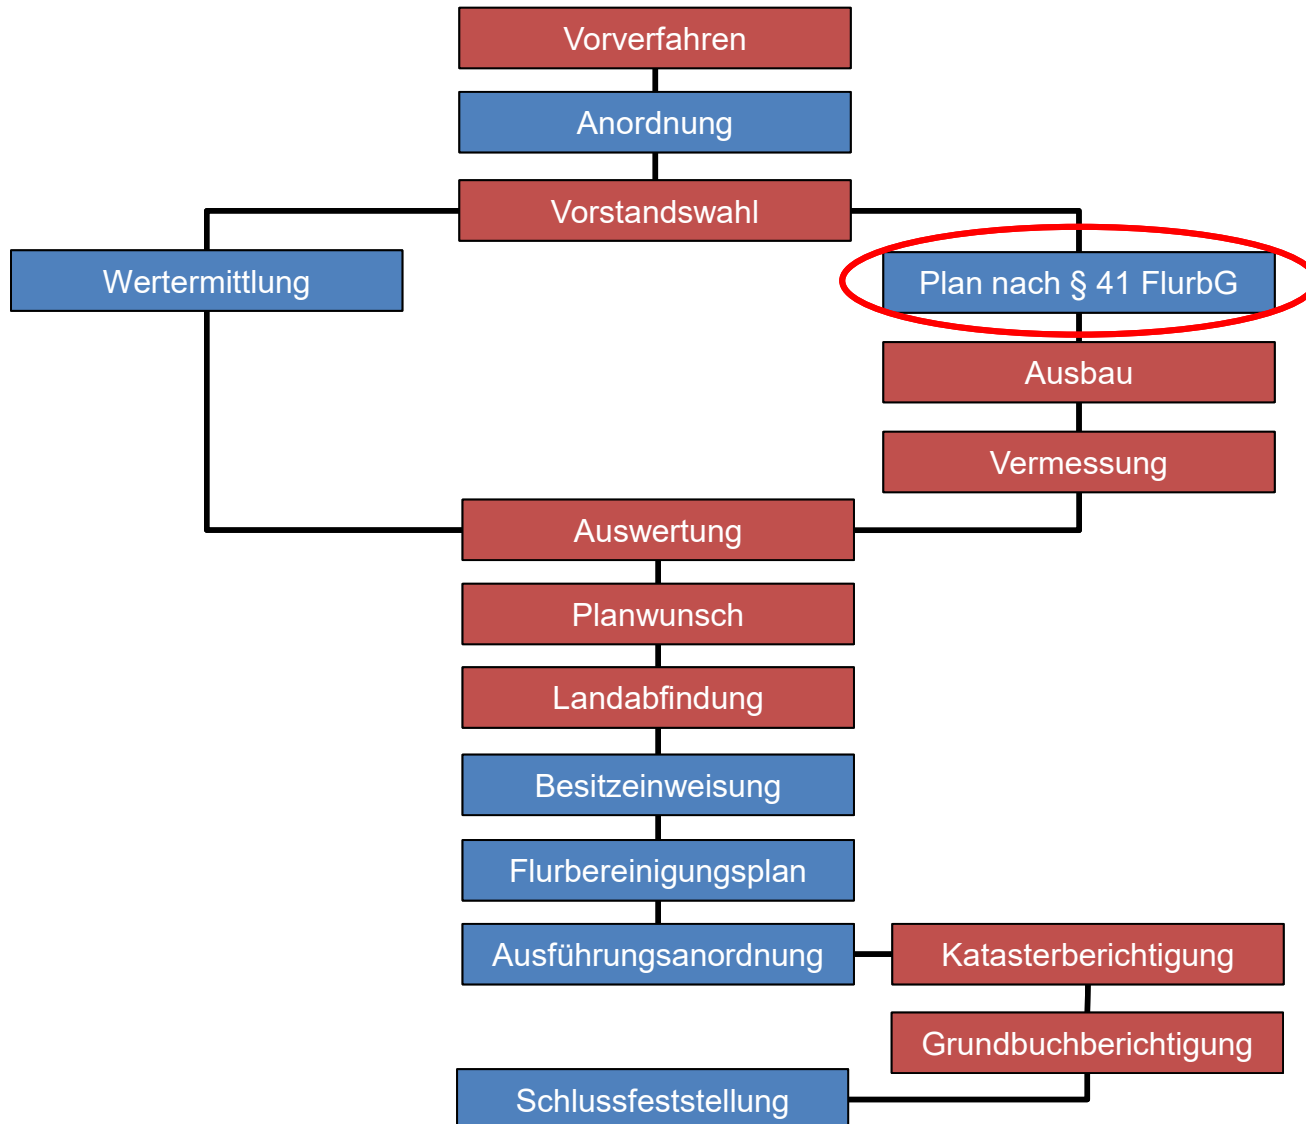 Vorverfahren
Anordnung
Vorstandswahl
Wertermittlung
Plan nach § 41 FlurbG
Ausbau
Vermessung
Auswertung
Planwunsch
Landabfindung
Besitzeinweisung
Flurbereinigungsplan
Ausführungsanordnung
Katasterberichtigung
Grundbuchberichtigung
Schlussfeststellung